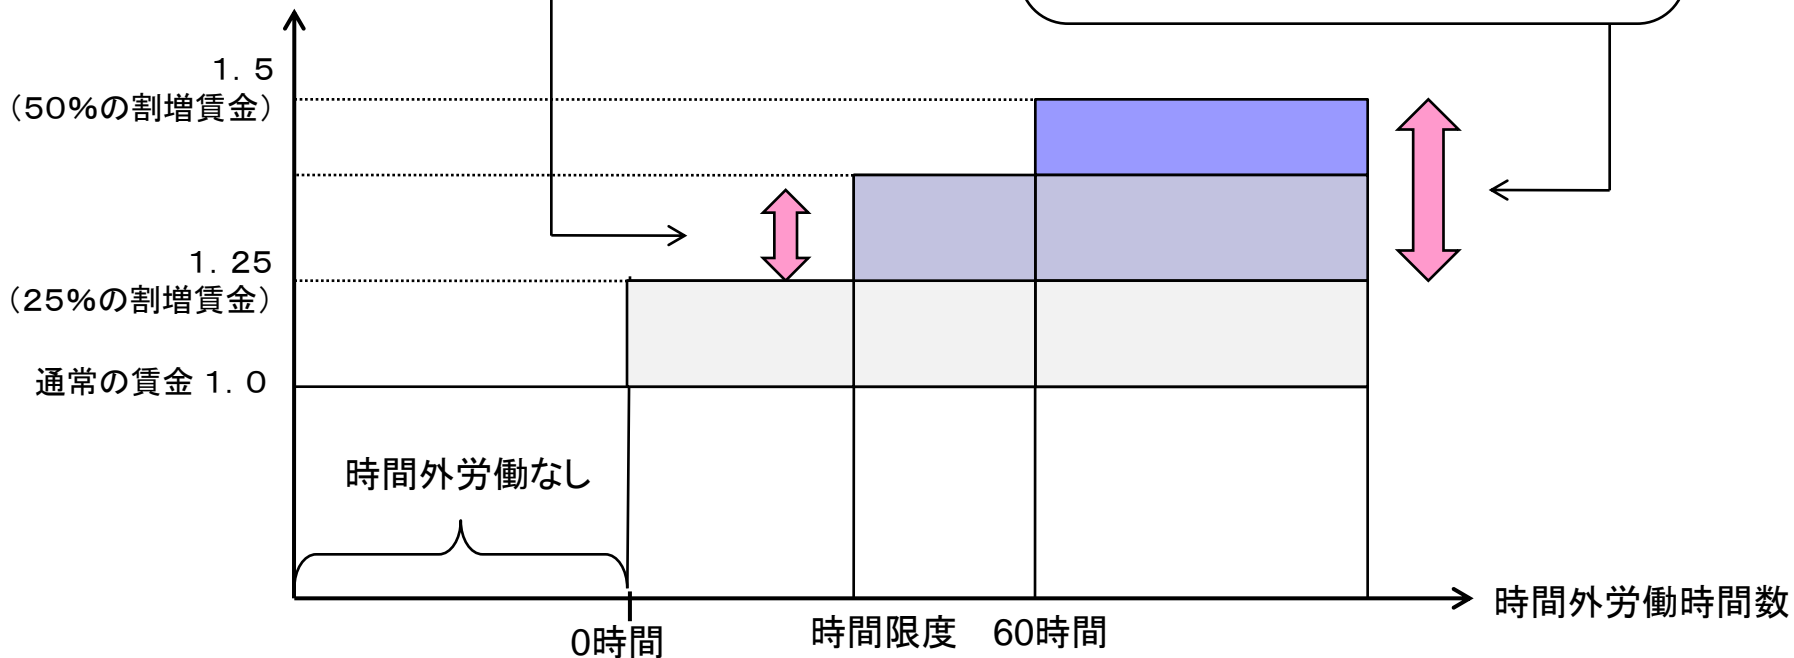 1．5
（50％の割増賃金）
1．25
（25％の割増賃金）
通常の賃金 1．0
時間外労働なし
時間外労働時間数
0時間
時間限度　60時間